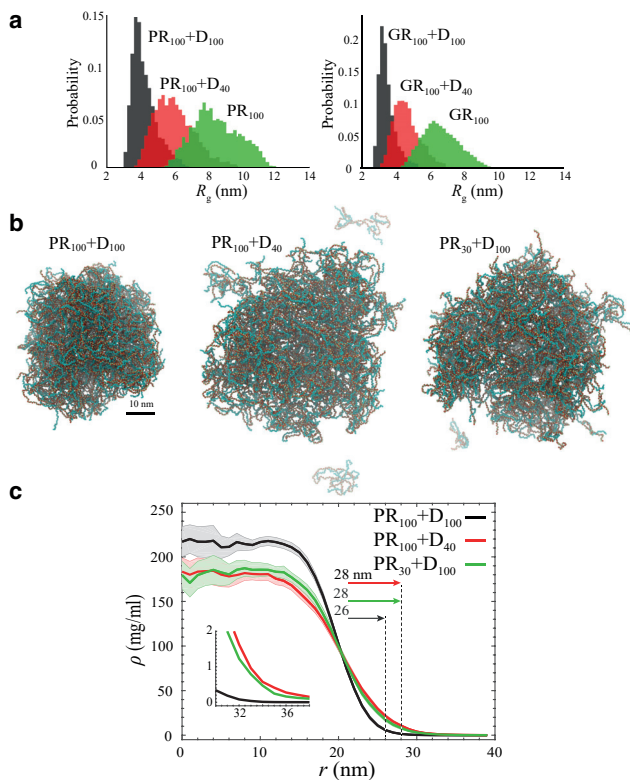 a
0.15
0.1
0.05
0
Probability
PR100+D100
PR100+D40
PR100
2 4 6 8 10 12 14
Rg (nm)
0.2
0.15
0.1
0.05
0
Probability
GR100+D100
GR100+D40
GR100
2 4 6 8 10 12 14
Rg (nm)
b
PR100+D100
PR100+D40
PR30+D100
10 nm
c
250
200
150
100
50
0
ρ (mg/ml)
PR100+D100
PR100+D40
PR30+D100
28 nm
28
26
2
1
0
32 36
0 10 20 30 40
r (nm)